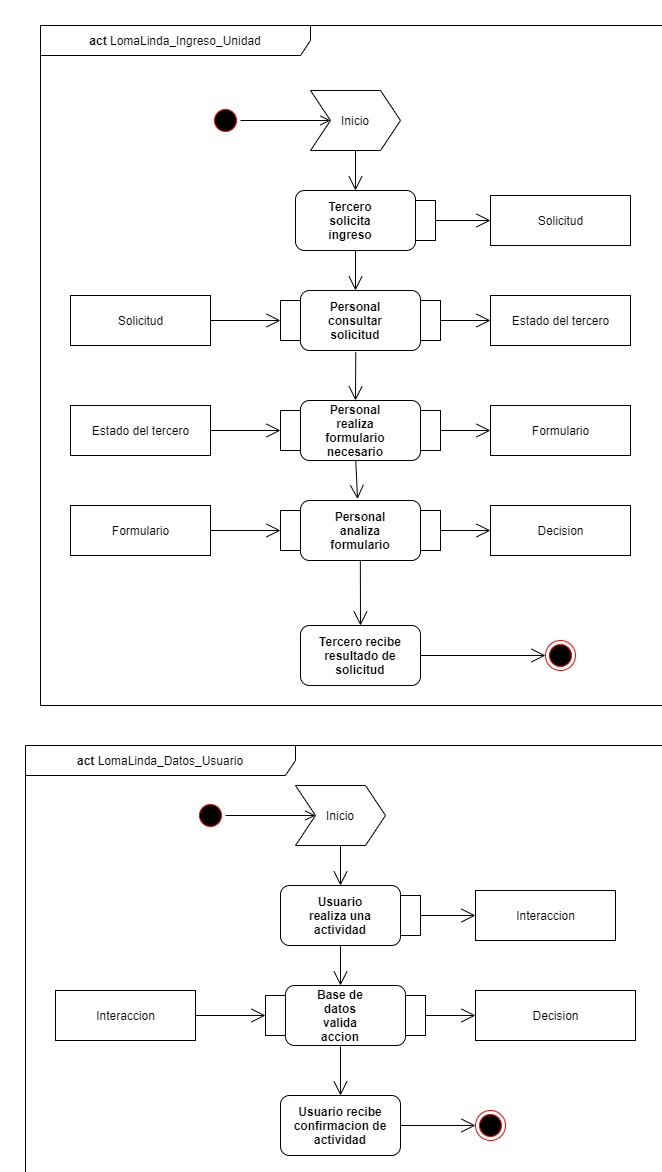 act LomaLinda_Ingreso_Unidad
Inicio
Tercero
solicita
ingreso
Solicitud
Solicitud
Personal
consultar
solicitud
Estado del tercero
Estado del tercero
Personal
realiza
formulario
necesario
Formulario
Formulario
Personal
analiza
formulario
Decision
Tercero recibe
resultado de
solicitud
act LomaLinda_Datos_Usuario
Inicio
Usuario
realiza una
actividad
Interaccion
Interaccion
Base de
datos
valida
accion
Decision
Usuario recibe
confirmacion de
actividad